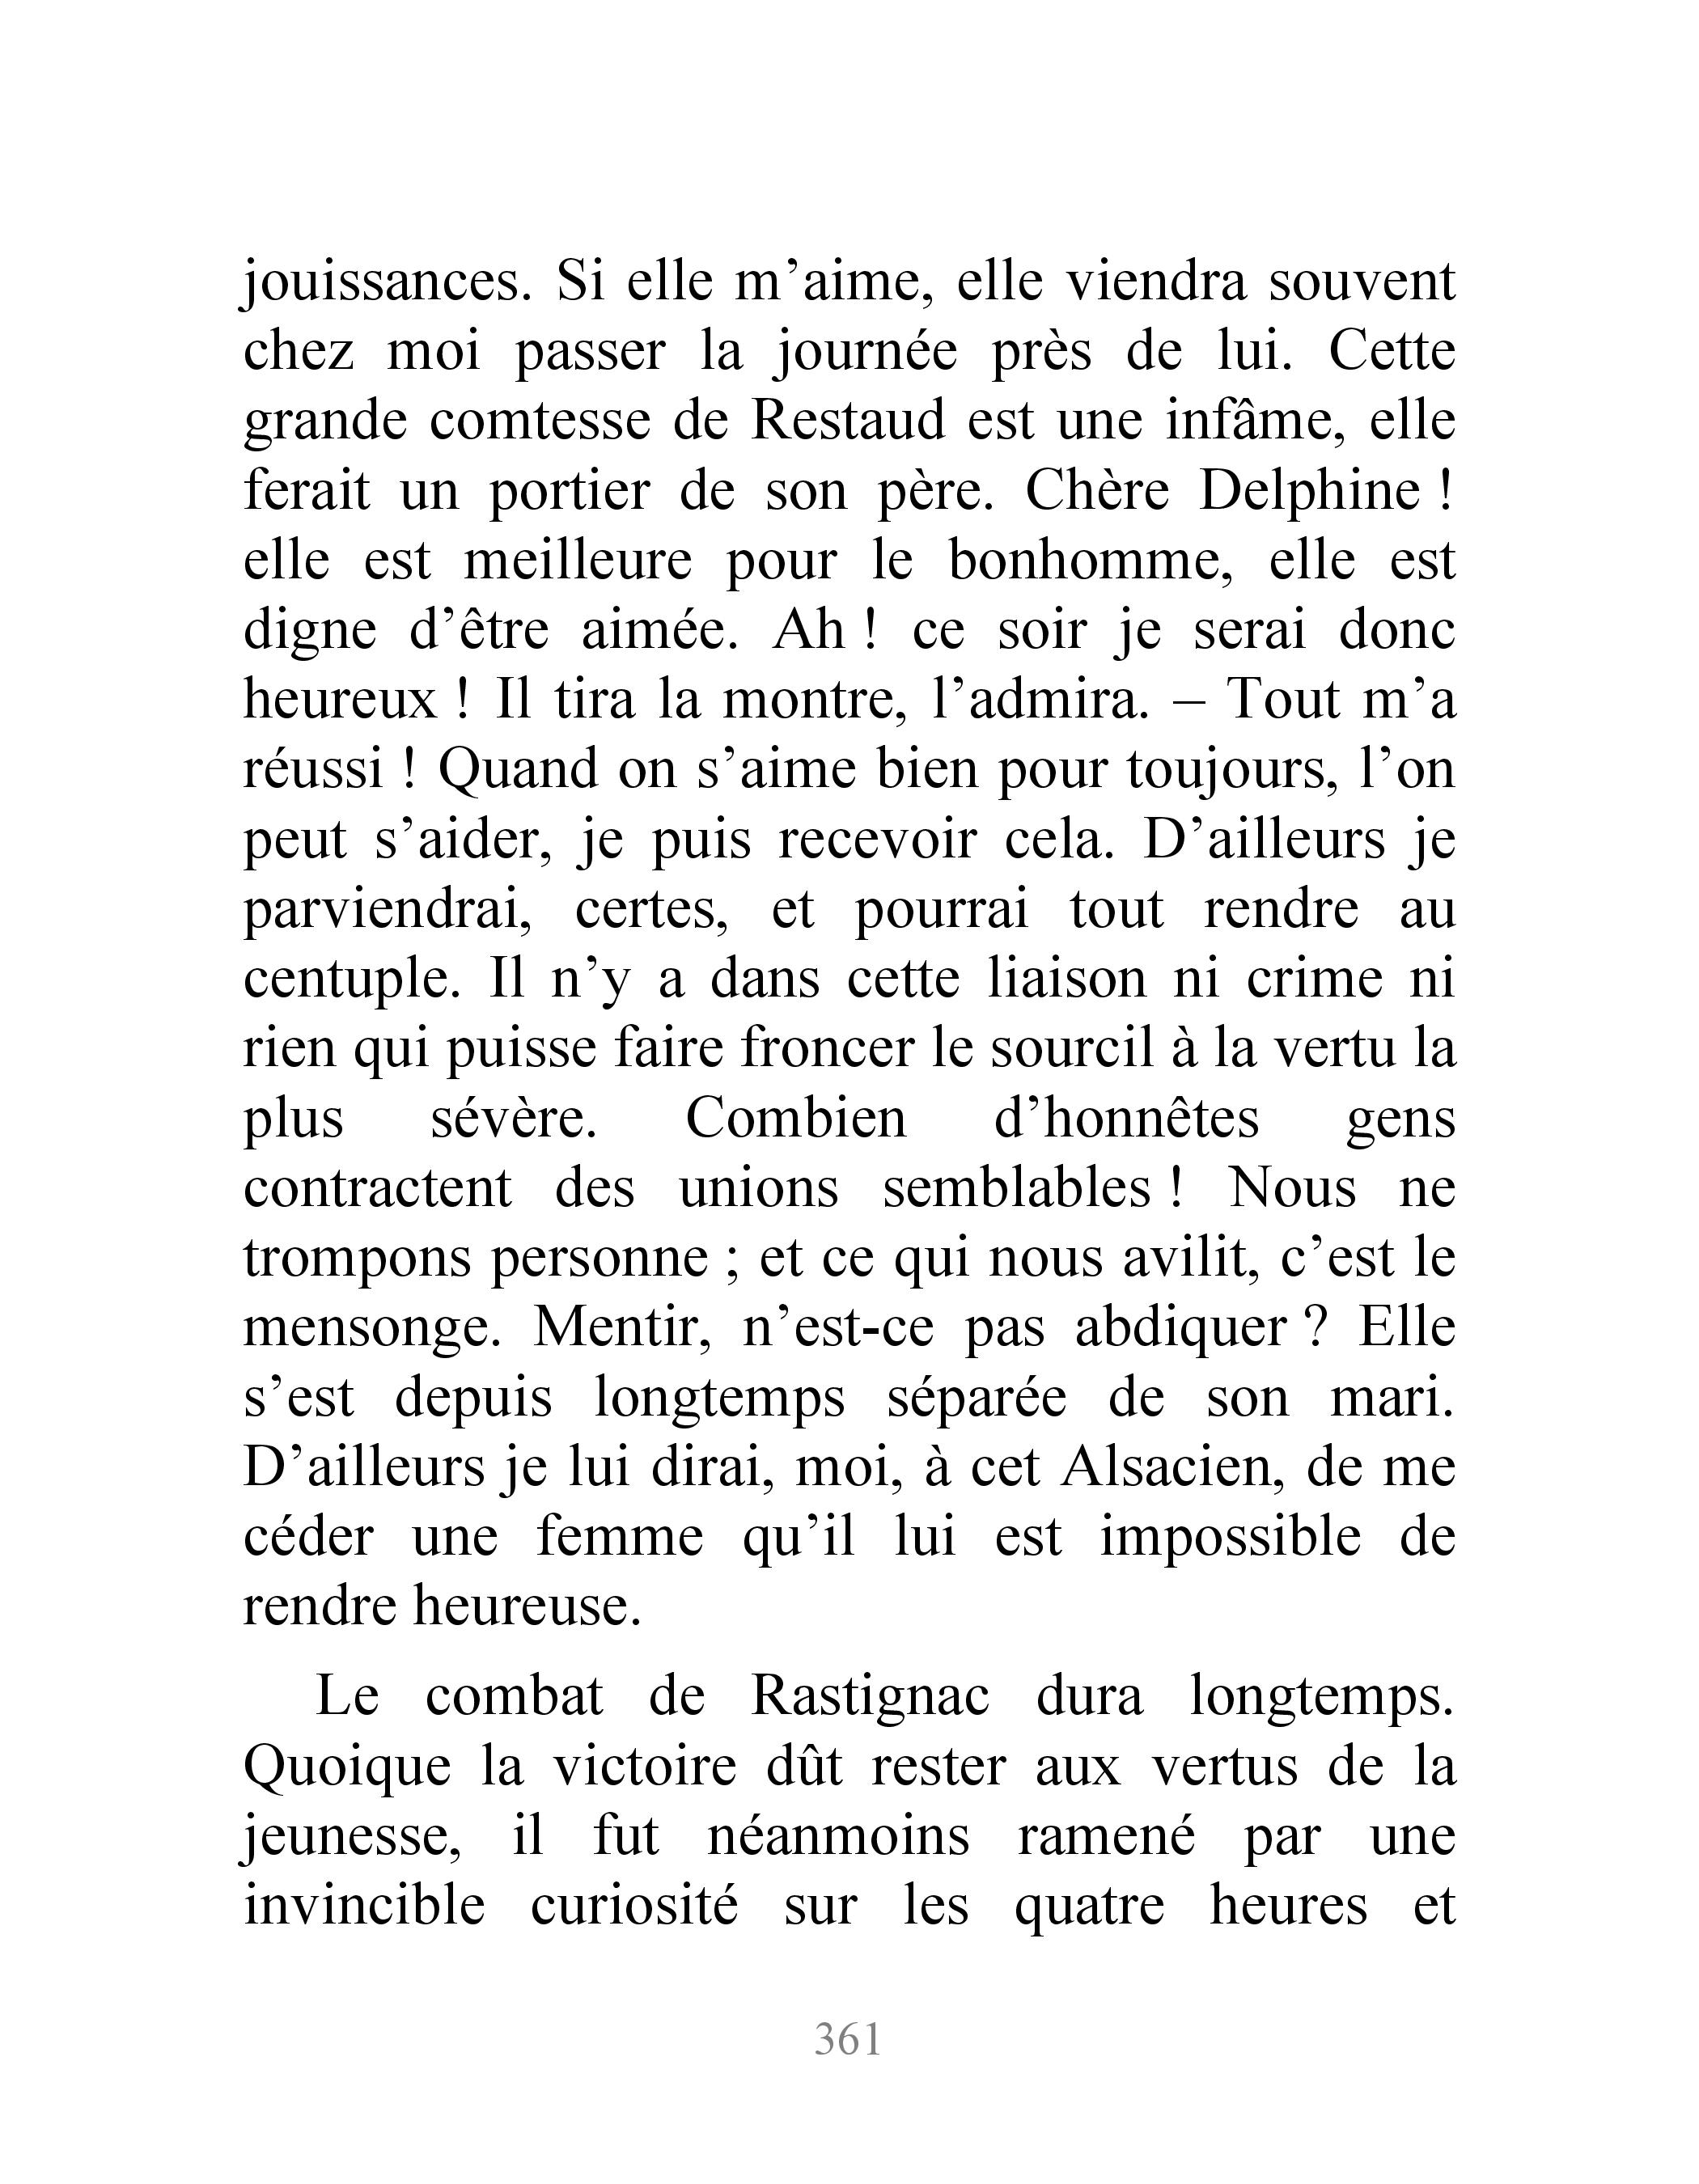 jouissances. Si elle m’aime, elle viendra souvent
chez moi passer la journée près de lui. Cette
grande comtesse de Restaud est une infâme, elle
ferait un portier de son père. Chère Delphine !
elle est meilleure pour le bonhomme, elle est
digne d’être aimée. Ah ! ce soir je serai donc
heureux ! Il tira la montre, l’admira. – Tout m’a
réussi ! Quand on s’aime bien pour toujours, l’on
peut s’aider, je puis recevoir cela. D’ailleurs je
parviendrai, certes, et pourrai tout rendre au
centuple. Il n’y a dans cette liaison ni crime ni
rien qui puisse faire froncer le sourcil à la vertu la
plus sévère. Combien d’honnêtes gens
contractent des unions semblables ! Nous ne
trompons personne ; et ce qui nous avilit, c’est le
mensonge. Mentir, n’est-ce pas abdiquer ? Elle
s’est depuis longtemps séparée de son mari.
D’ailleurs je lui dirai, moi, à cet Alsacien, de me
céder une femme qu’il lui est impossible de
rendre heureuse.
Le combat de Rastignac dura longtemps.
Quoique la victoire dût rester aux vertus de la
jeunesse, il fut néanmoins ramené par une
invincible curiosité sur les quatre heures et
361